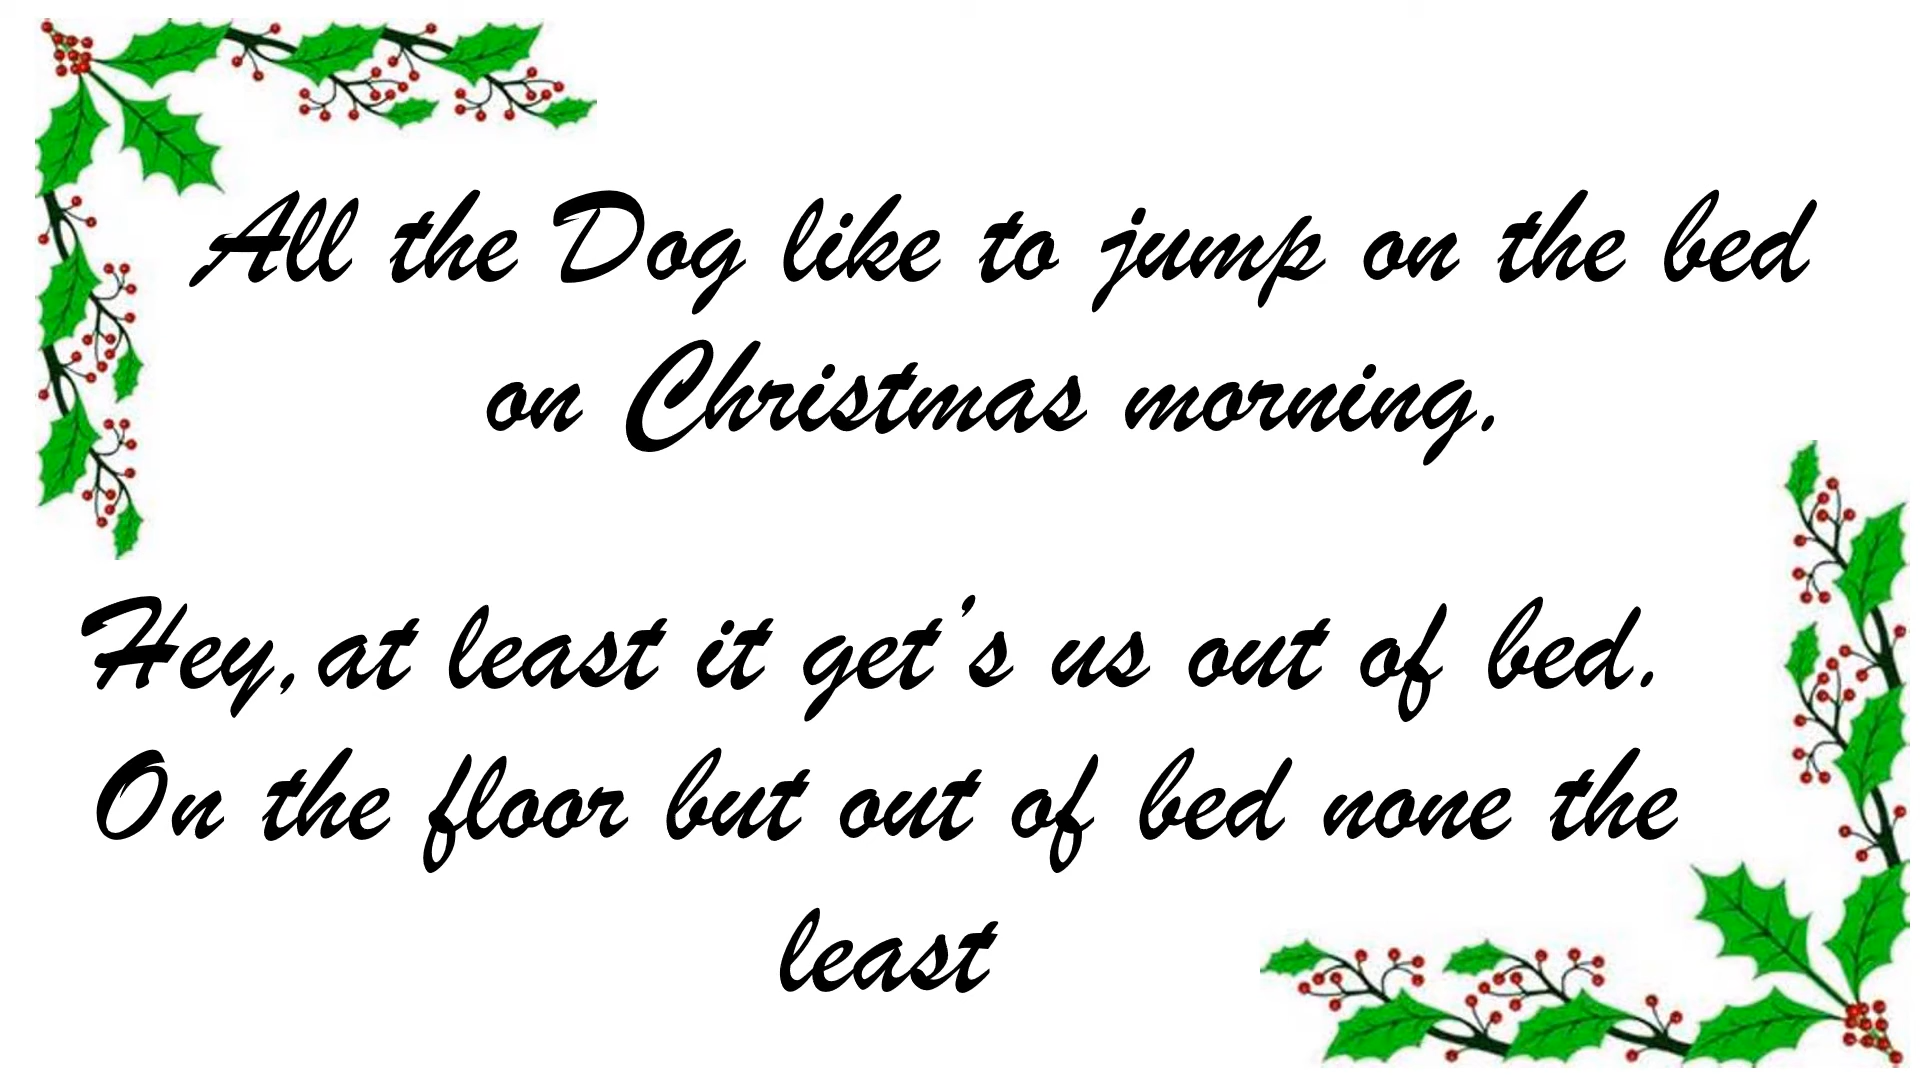 All the Dog like to jump on the bed
on Christmas morning.
Hey,at least it get’s us out of bed.
On the floor but out of bed none the
least